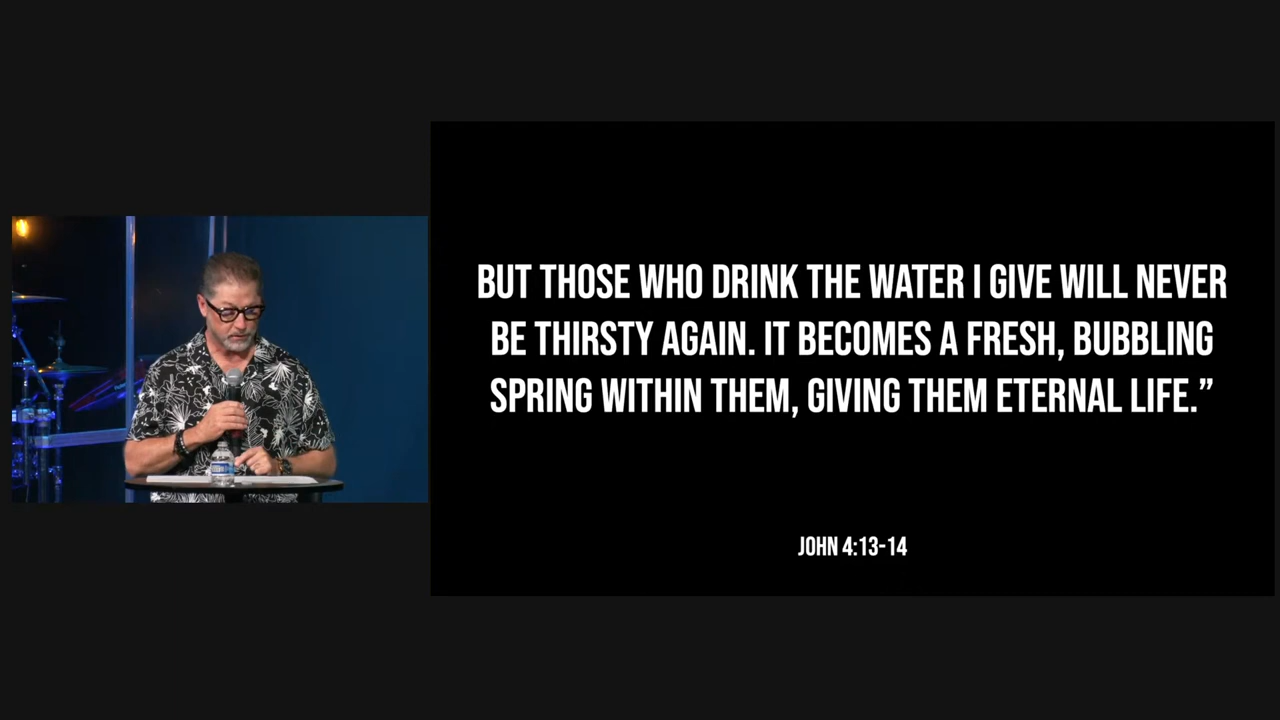 BUT THOSE WHO DRINK THE WATER I GIVE WILL NEVER
BE THIRSTY AGAIN. IT BECOMES A FRESH, BUBBLING
SPRING WITHIN THEM, GIVING THEM ETERNAL LIFE.”
JOHN 4:13-14